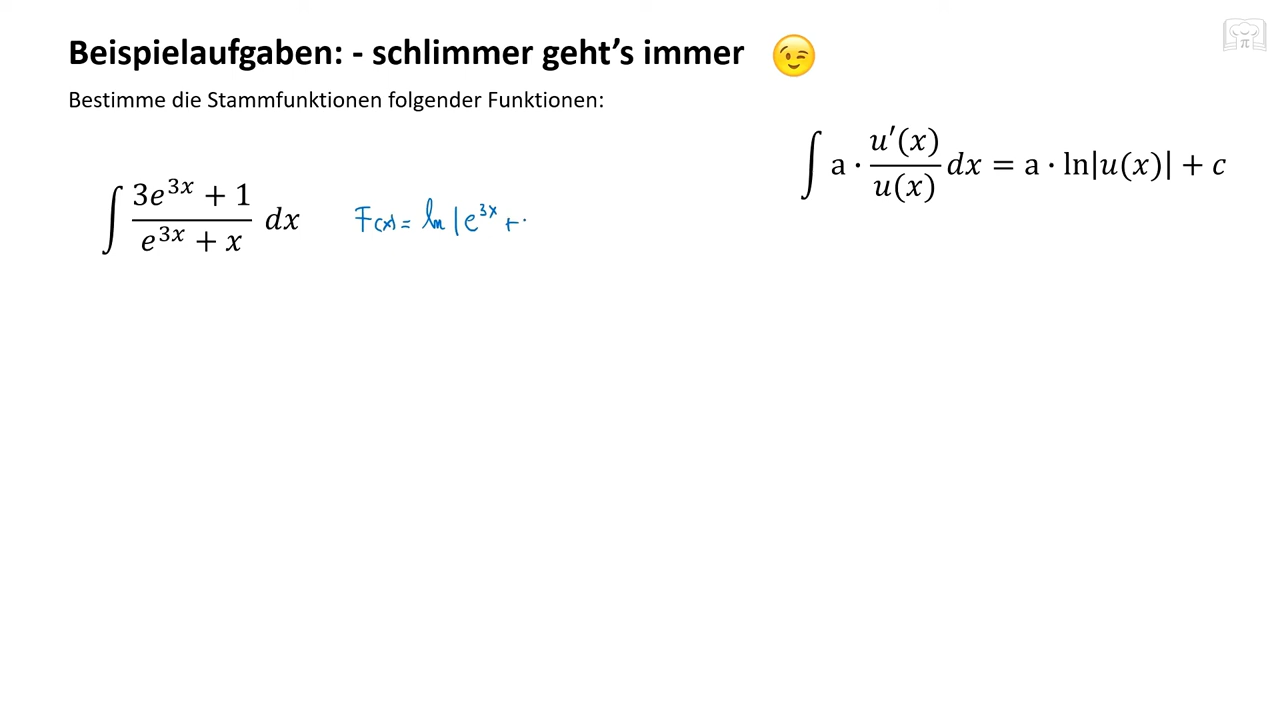 Beispielaufgaben: - schlimmer geht’s immer 😉
Bestimme die Stammfunktionen folgender Funktionen:
∫ a · u′(x)/u(x) dx = a · ln|u(x)| + c
∫ (3e^{3x} + 1)/(e^{3x} + x) dx F(x) = ln |e^{3x} +